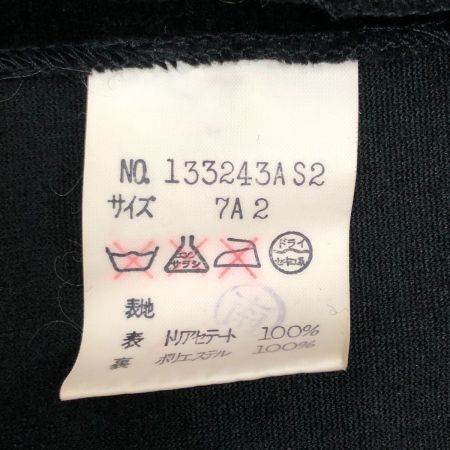 NO. 133243AS2
サイズ 7A2
エンソ サラシ ドライ セキユ系
表地 南
表 トリアセテート 100%
裏 ポリエステル 100%